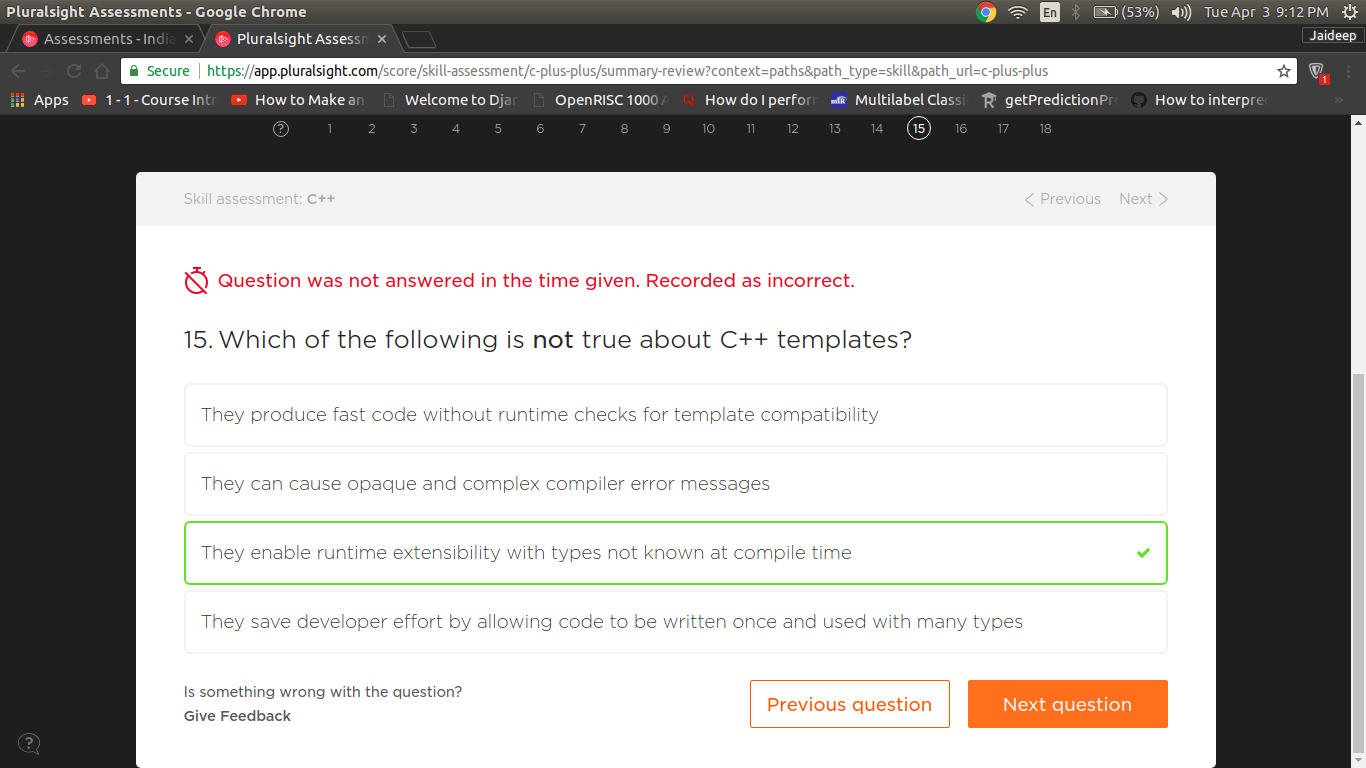 Pluralsight Assessments - Google Chrome
En
(53%)
Tue Apr 3 9:12 PM
Assessments - India
Pluralsight Assessm
Jaideep
Secure
https://app.pluralsight.com/score/skill-assessment/c-plus-plus/summary-review?context=paths&path_type=skill&path_url=c-plus-plus
1
Apps
1 - 1 - Course Intr
How to Make an
Welcome to Djan
OpenRISC 1000
How do I perform
Multilabel Classi
getPredictionPr
How to interpre
»
? 1 2 3 4 5 6 7 8 9 10 11 12 13 14 15 16 17 18
Skill assessment: C++
< Previous
Next >
Question was not answered in the time given. Recorded as incorrect.
15. Which of the following is not true about C++ templates?
They produce fast code without runtime checks for template compatibility
They can cause opaque and complex compiler error messages
They enable runtime extensibility with types not known at compile time
They save developer effort by allowing code to be written once and used with many types
Is something wrong with the question?
Give Feedback
Previous question
Next question
?